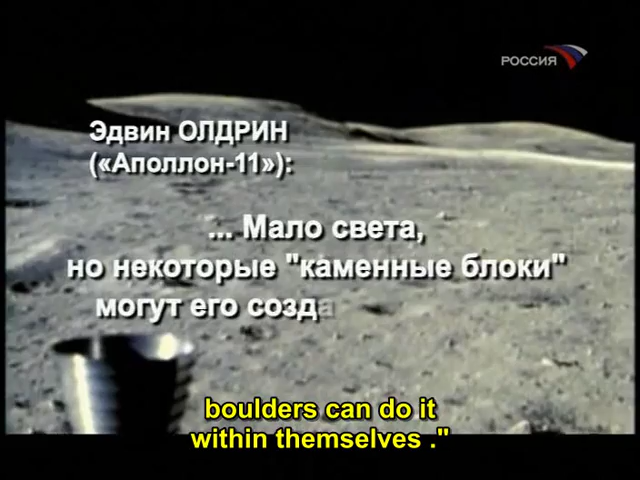 РОССИЯ
Эдвин ОЛДРИН
(«Аполлон-11»):
... Мало света,
но некоторые "каменные блоки"
могут его созда
boulders can do it
within themselves ."